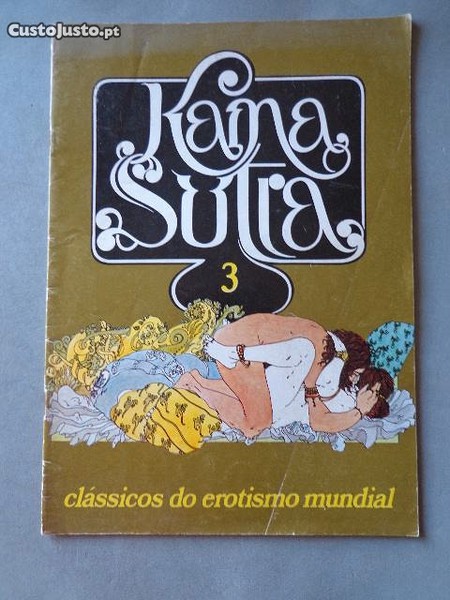 CustoJusto.pt
Kama
Sutra
3
clássicos do erotismo mundial